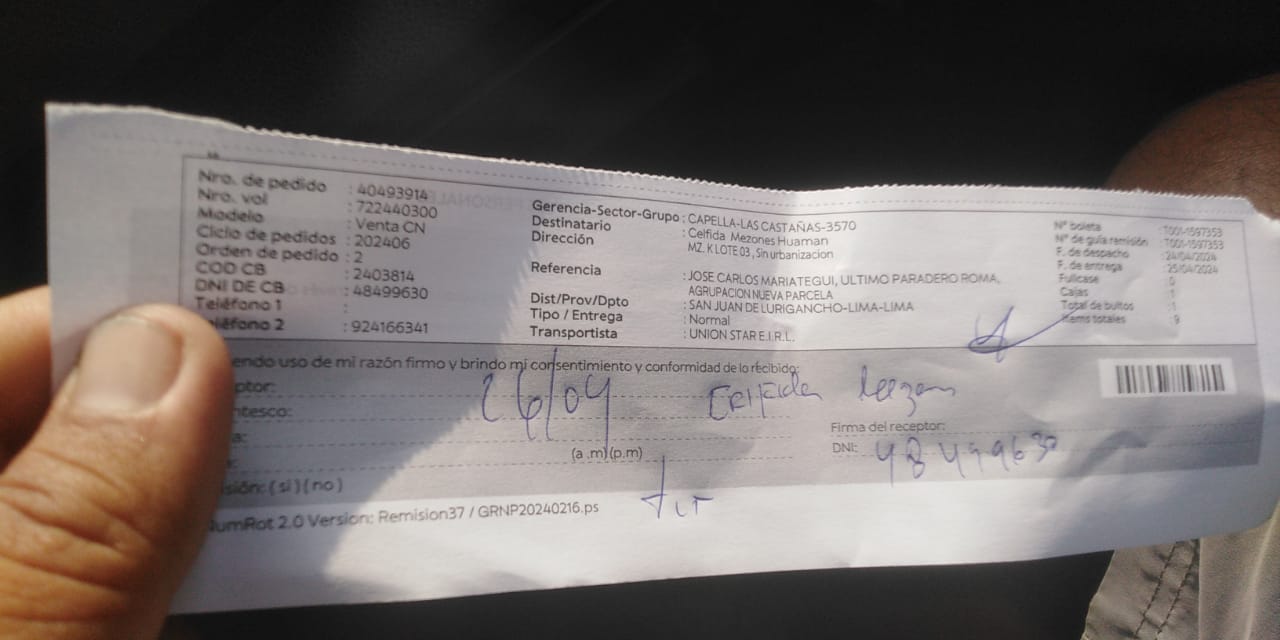 Nro. de pedido : 40493914
Nro. vol : 722440300
Modelo : Venta CN
Ciclo de pedidos : 202406
Orden de pedido : 2
COD CB : 2403814
DNI DE CB : 48499630
Teléfono 1 :
eléfono 2 : 924166341
Gerencia-Sector-Grupo : CAPELLA-LAS CASTAÑAS-3570
Destinatario : Celfida Mezones Huaman
Dirección : MZ. K LOTE 03, Sin urbanizacion
Referencia : JOSE CARLOS MARIATEGUI, ULTIMO PARADERO ROMA,
AGRUPACION NUEVA PARCELA
Dist/Prov/Dpto : SAN JUAN DE LURIGANCHO-LIMA-LIMA
Tipo / Entrega : Normal
Transportista : UNION STAR E.I.R.L.
N° boleta : T001-1597353
N° de guía remisión : T001-1597353
F. de despacho : 24/04/2024
F. de entrega : 25/04/2024
Fullcase : 0
Cajas : 1
Total de bultos : 1
Items totales : 9
endo uso de mi razón firmo y brindo mi consentimiento y conformidad de lo recibido:
ptor:
ntesco:
a:
26/04
(a .m) (p.m)
Firma del receptor:
DNI: 48499630
sión: ( si ) ( no )
NumRot 2.0 Version: Remision37 / GRNP20240216.ps